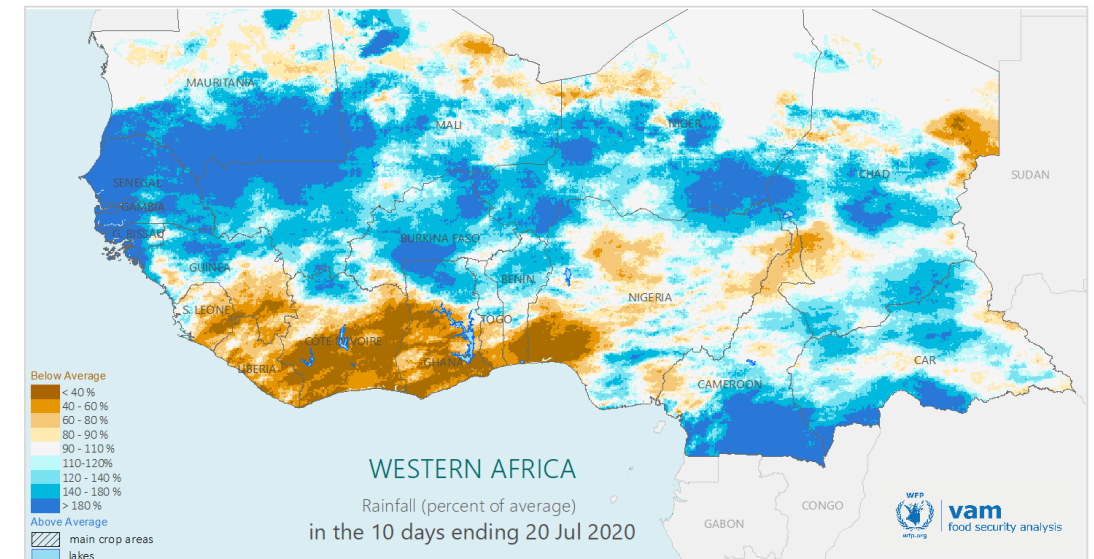 MAURITANIA
MALI
NIGER
CHAD
SUDAN
SENEGAL
GAMBIA
G. BISSAU
BURKINA FASO
GUINEA
BENIN
NIGERIA
S. LEONE
TOGO
COTE D'IVOIRE
GHANA
LIBERIA
CAR
CAMEROON
Below Average
< 40 %
40 - 60 %
60 - 80 %
80 - 90 %
90 - 110 %
110-120%
120 - 140 %
140 - 180 %
> 180 %
Above Average
main crop areas
lakes
WESTERN AFRICA
Rainfall (percent of average)
in the 10 days ending 20 Jul 2020
GABON
CONGO
WFP
wfp.org
vam
food security analysis